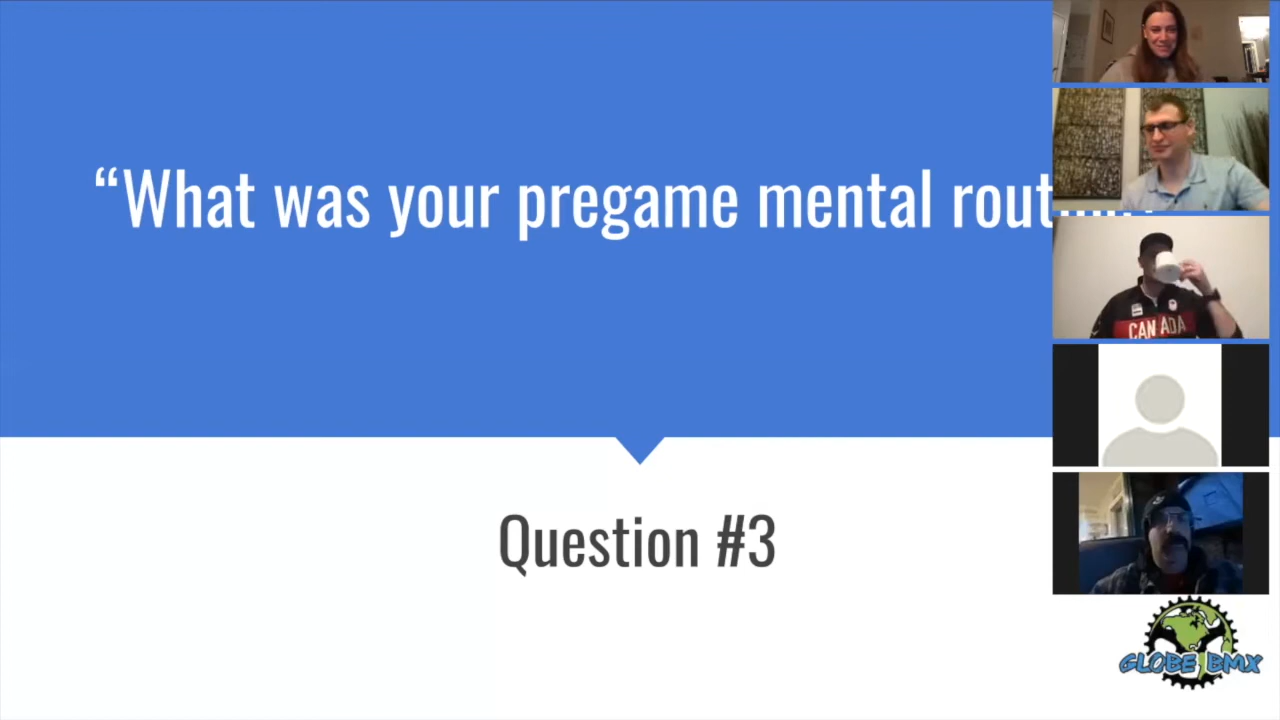 “What was your pregame mental
CANADA
Question #3
GLOBE BMX